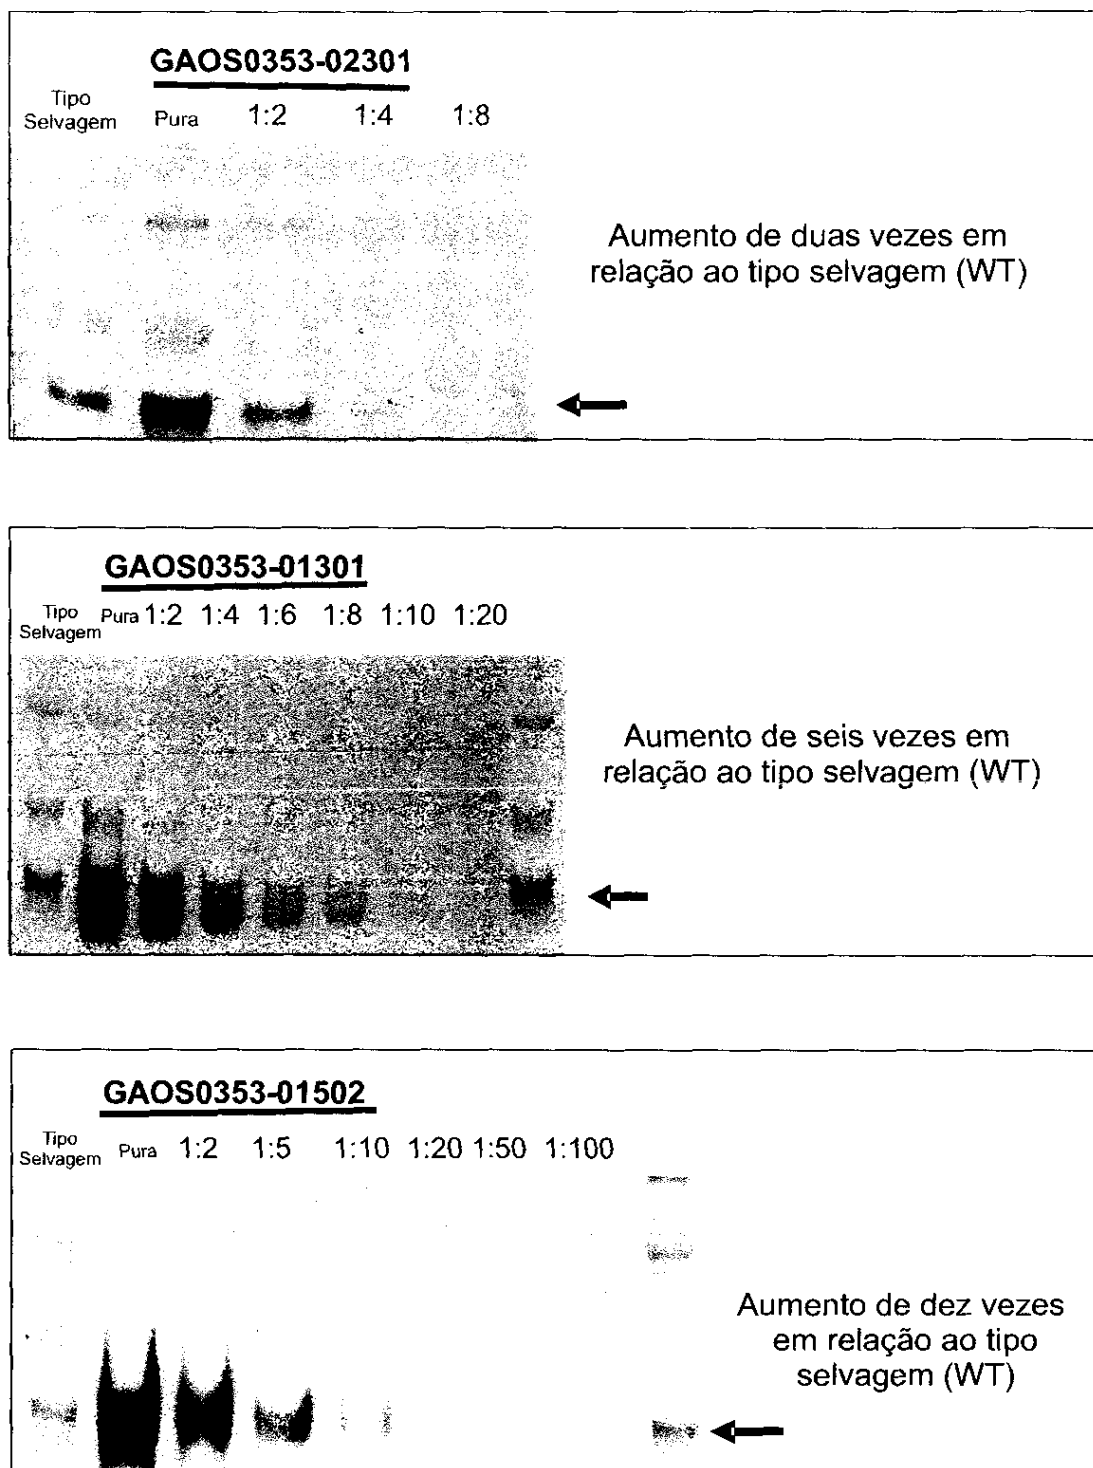 GAOS0353-02301
Tipo
Selvagem Pura 1:2 1:4 1:8
Aumento de duas vezes em
relação ao tipo selvagem (WT)
GAOS0353-01301
Tipo
Selvagem Pura 1:2 1:4 1:6 1:8 1:10 1:20
Aumento de seis vezes em
relação ao tipo selvagem (WT)
GAOS0353-01502
Tipo
Selvagem Pura 1:2 1:5 1:10 1:20 1:50 1:100
Aumento de dez vezes
em relação ao tipo
selvagem (WT)